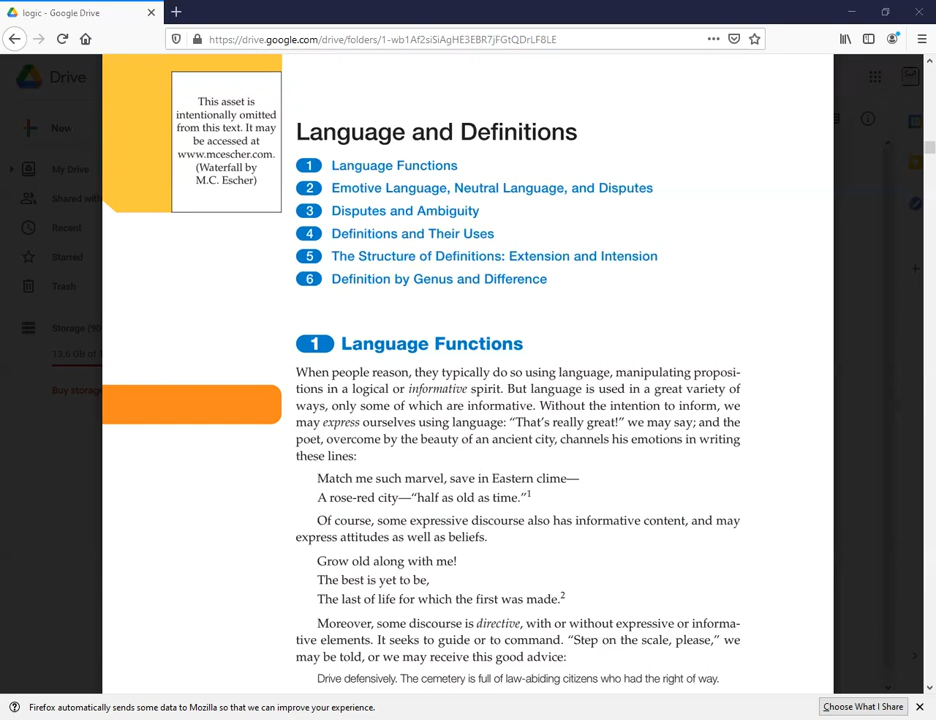 logic - Google Drive
https://drive.google.com/drive/folders/1-wb1Af2siSiAgHE3EBR7jFGtQDrLF8LE
Drive
New
My Drive
Shared with
Recent
Starred
Trash
Storage
13.6 GB of 1
Buy storage
This asset is
intentionally omitted
from this text. It may
be accessed at
www.mcescher.com.
(Waterfall by
M.C. Escher)
Language and Definitions
1 Language Functions
2 Emotive Language, Neutral Language, and Disputes
3 Disputes and Ambiguity
4 Definitions and Their Uses
5 The Structure of Definitions: Extension and Intension
6 Definition by Genus and Difference
1 Language Functions
When people reason, they typically do so using language, manipulating proposi-
tions in a logical or informative spirit. But language is used in a great variety of
ways, only some of which are informative. Without the intention to inform, we
may express ourselves using language: “That’s really great!” we may say; and the
poet, overcome by the beauty of an ancient city, channels his emotions in writing
these lines:
Match me such marvel, save in Eastern clime—
A rose-red city—“half as old as time.”1
Of course, some expressive discourse also has informative content, and may
express attitudes as well as beliefs.
Grow old along with me!
The best is yet to be,
The last of life for which the first was made.2
Moreover, some discourse is directive, with or without expressive or informa-
tive elements. It seeks to guide or to command. “Step on the scale, please,” we
may be told, or we may receive this good advice:
Drive defensively. The cemetery is full of law-abiding citizens who had the right of way.
Firefox automatically sends some data to Mozilla so that we can improve your experience.
Choose What I Share